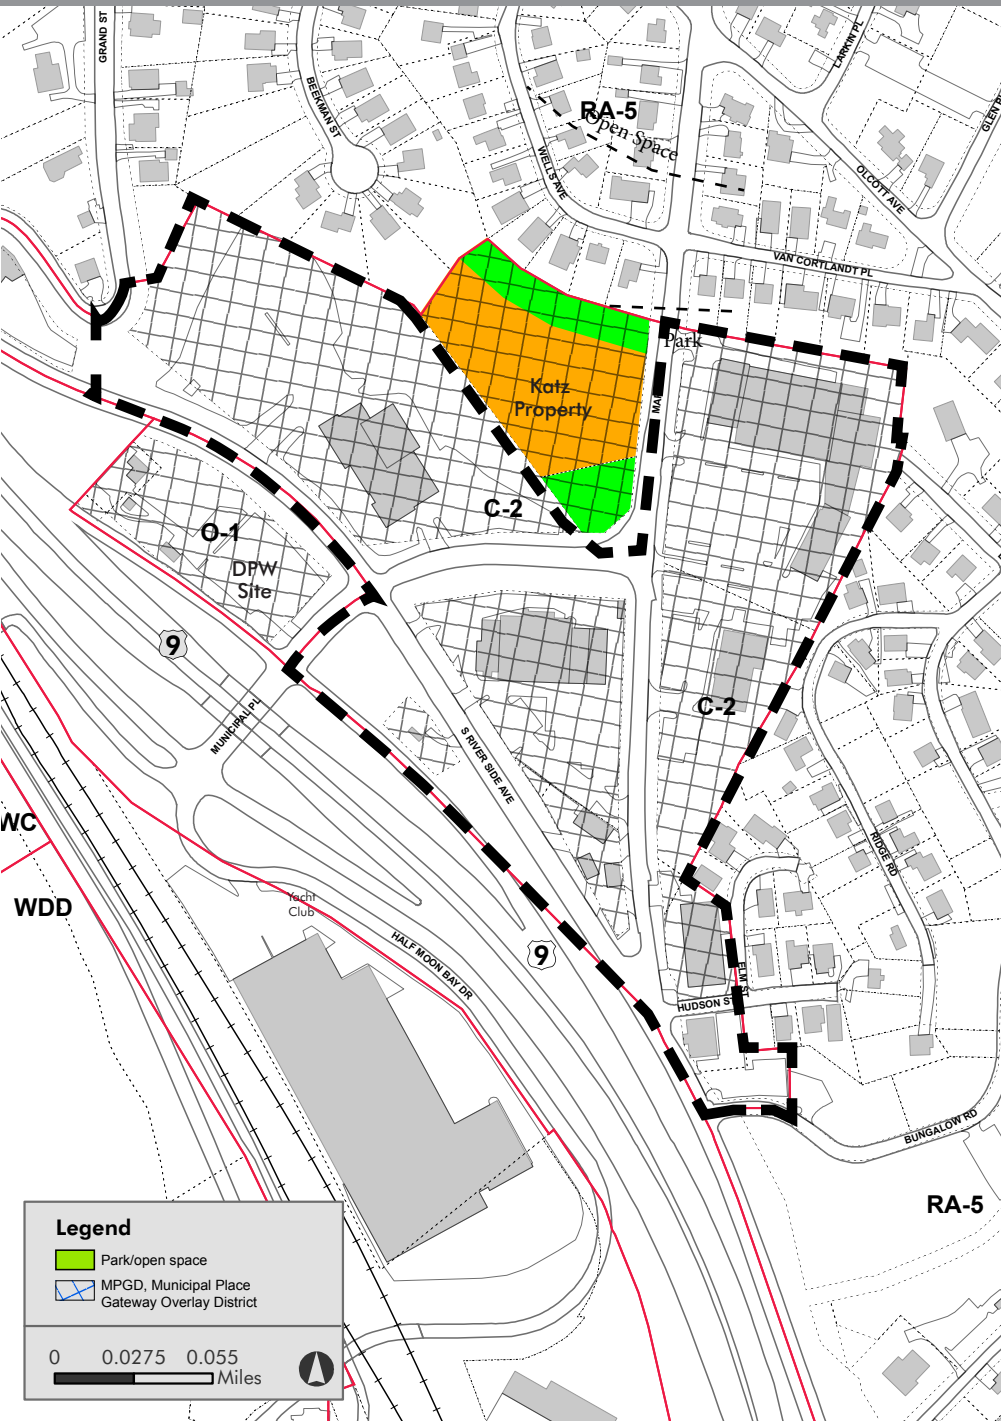 GRAND ST
BEEKMAN ST
WELLS AVE
RA-5
Open Space
LARKIN PL
OLCOTT AVE
VAN CORTLANDT PL
Park
Katz
Property
C-2
O-1
DPW
Site
9
MUNICIPAL PL
S RIVER SIDE AVE
C-2
WC
WDD
Yacht
Club
HALF MOON BAY DR
9
RIDGE RD
ELM ST
HUDSON ST
BUNGALOW RD
RA-5
Legend
Park/open space
MPGD, Municipal Place
Gateway Overlay District
0 0.0275 0.055
Miles